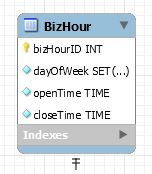 BizHour
bizHourID INT
dayOfWeek SET(...)
openTime TIME
closeTime TIME
Indexes